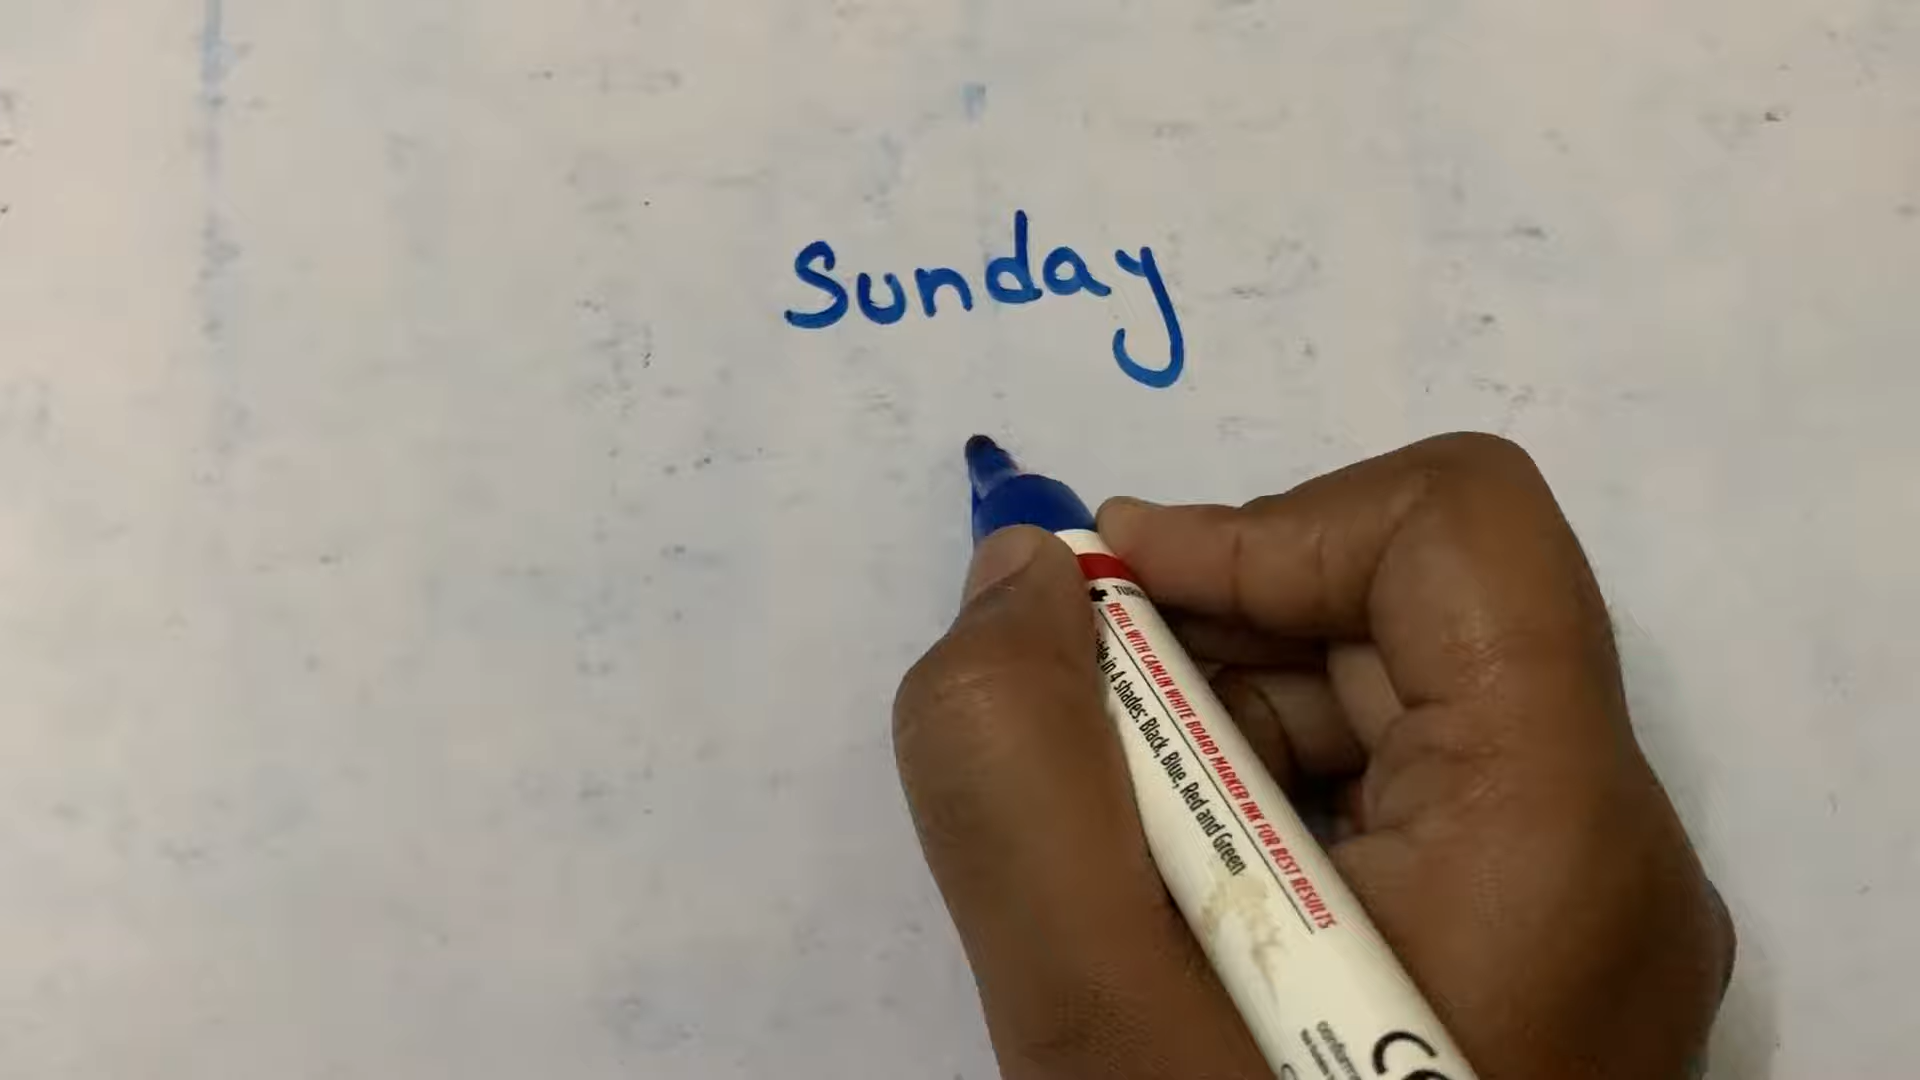 Sunday
REFILL WITH CAMLIN WHITE BOARD MARKER INK FOR BEST RESULTS
in 4 shades: Black, Blue, Red and Green